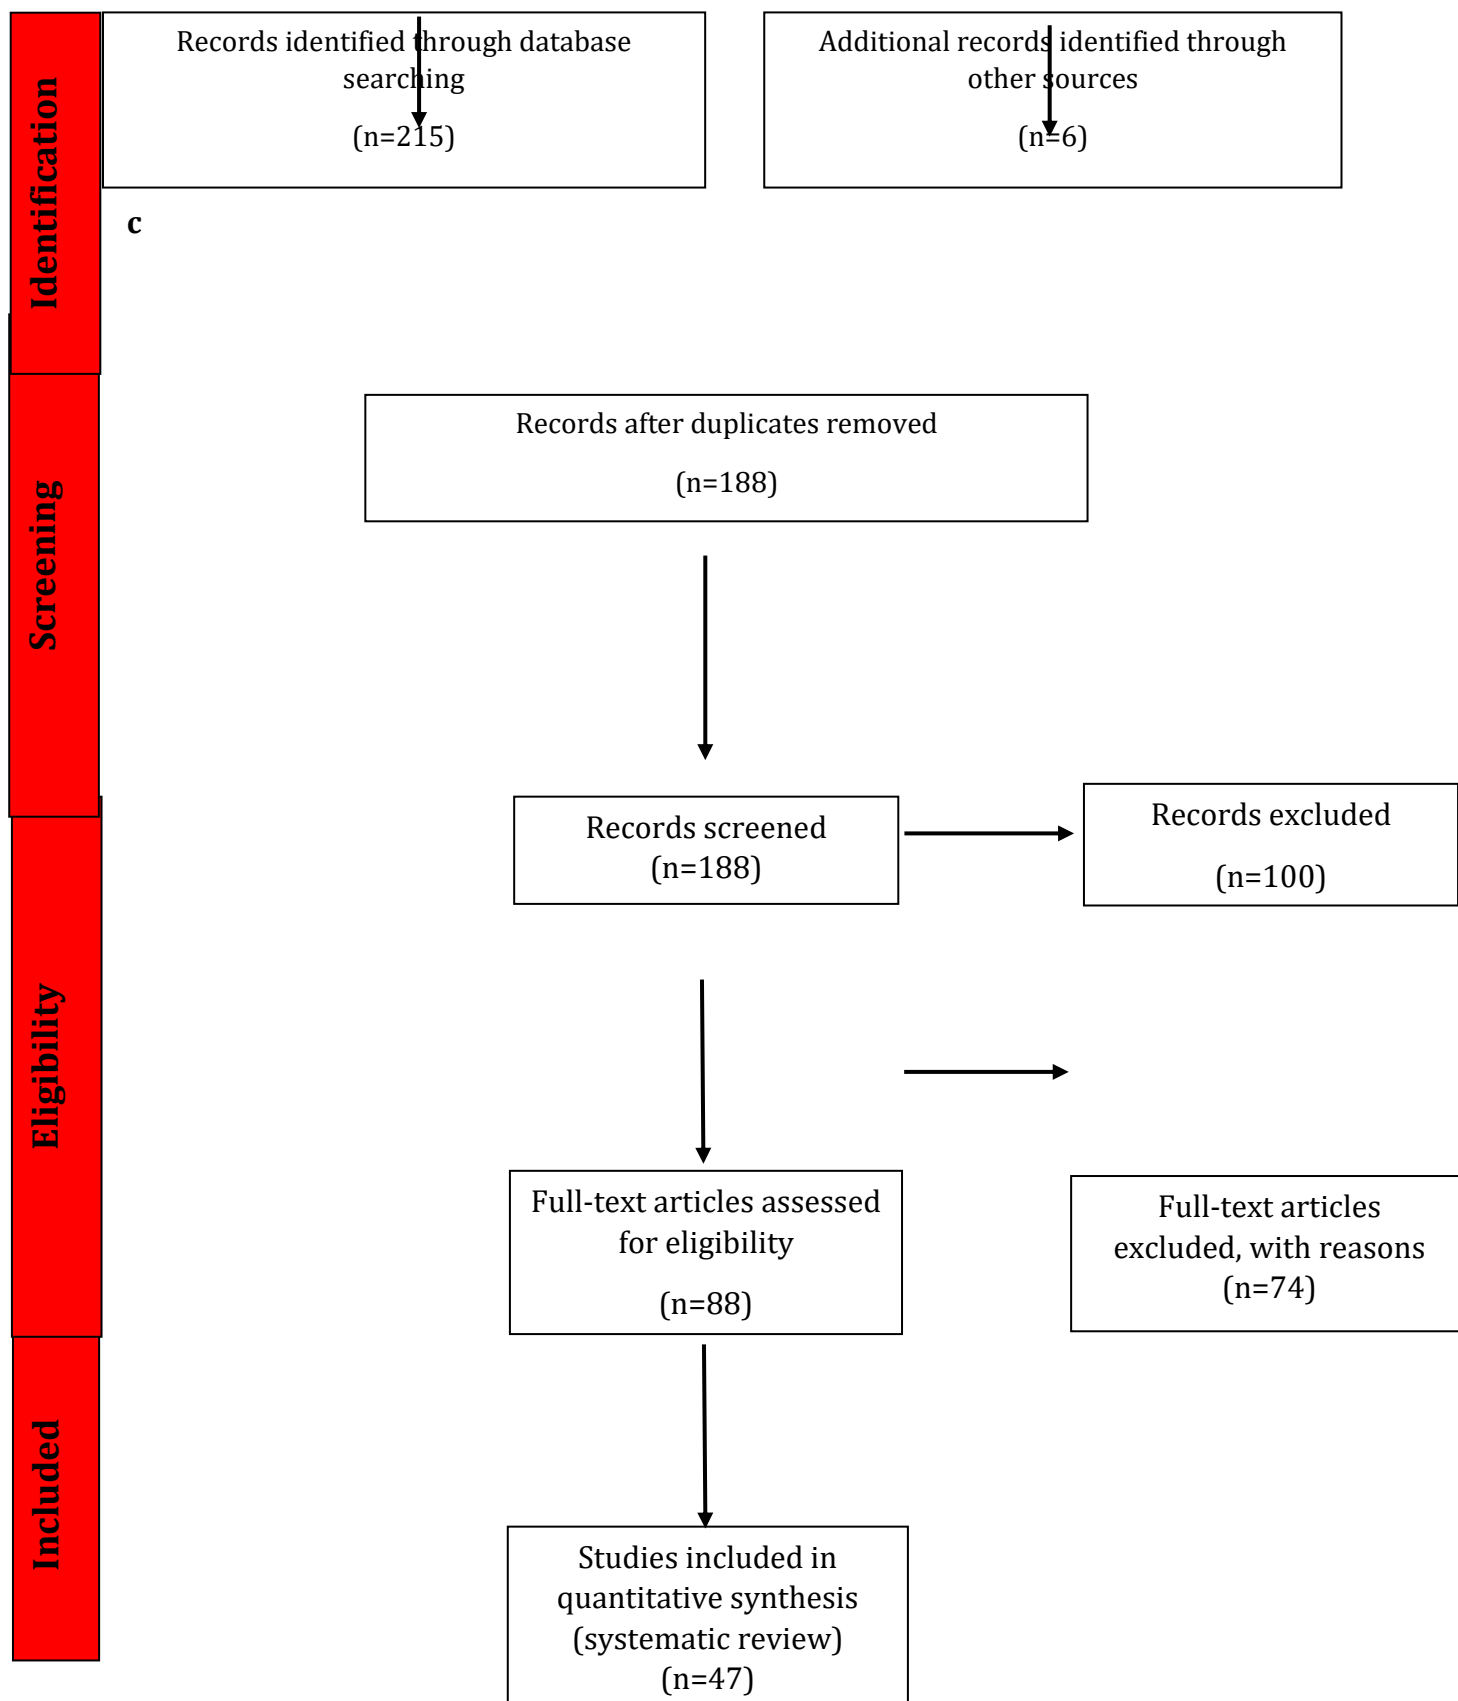 Identification
Records identified through database
searching
(n=215)
Additional records identified through
other sources
(n=6)
c
Screening
Records after duplicates removed
(n=188)
Records screened
(n=188)
Records excluded
(n=100)
Eligibility
Full-text articles assessed
for eligibility
(n=88)
Full-text articles
excluded, with reasons
(n=74)
Included
Studies included in
quantitative synthesis
(systematic review)
(n=47)